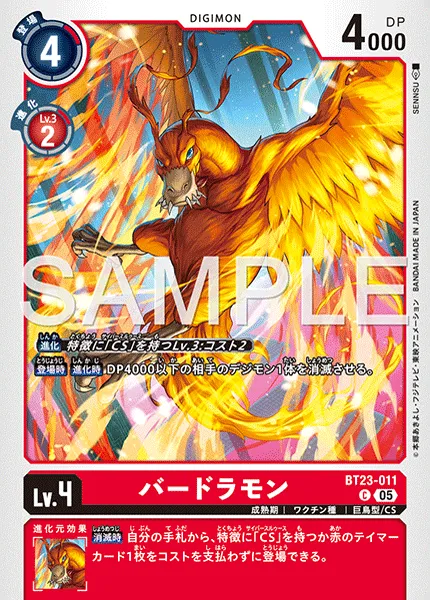 DIGIMON
登場
4
4000
DP
進化
Lv.3
2
SENNSU
©本郷あきよし・フジテレビ・東映アニメーション BANDAI MADE IN JAPAN
SAMPLE
進化 特徴に「CS」を持つLv.3:コスト2
登場時 進化時 DP4000以下の相手のデジモン1体を消滅させる。
BT23-011
Lv.4
バードラモン
C 05
成熟期 | ワクチン種 | 巨鳥型/CS
進化元効果
消滅時 自分の手札から、特徴に「CS」を持つ赤のテイマー
カード1枚をコストを支払わずに登場できる。